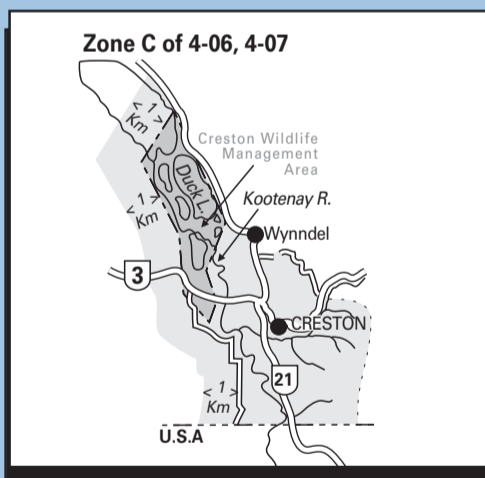 Zone C of 4-06, 4-07
< 1 >
Km
Creston Wildlife
Management
Area
Duck L.
< 1 >
Km
Kootenay R.
Wynndel
3
CRESTON
21
< 1 >
Km
U.S.A